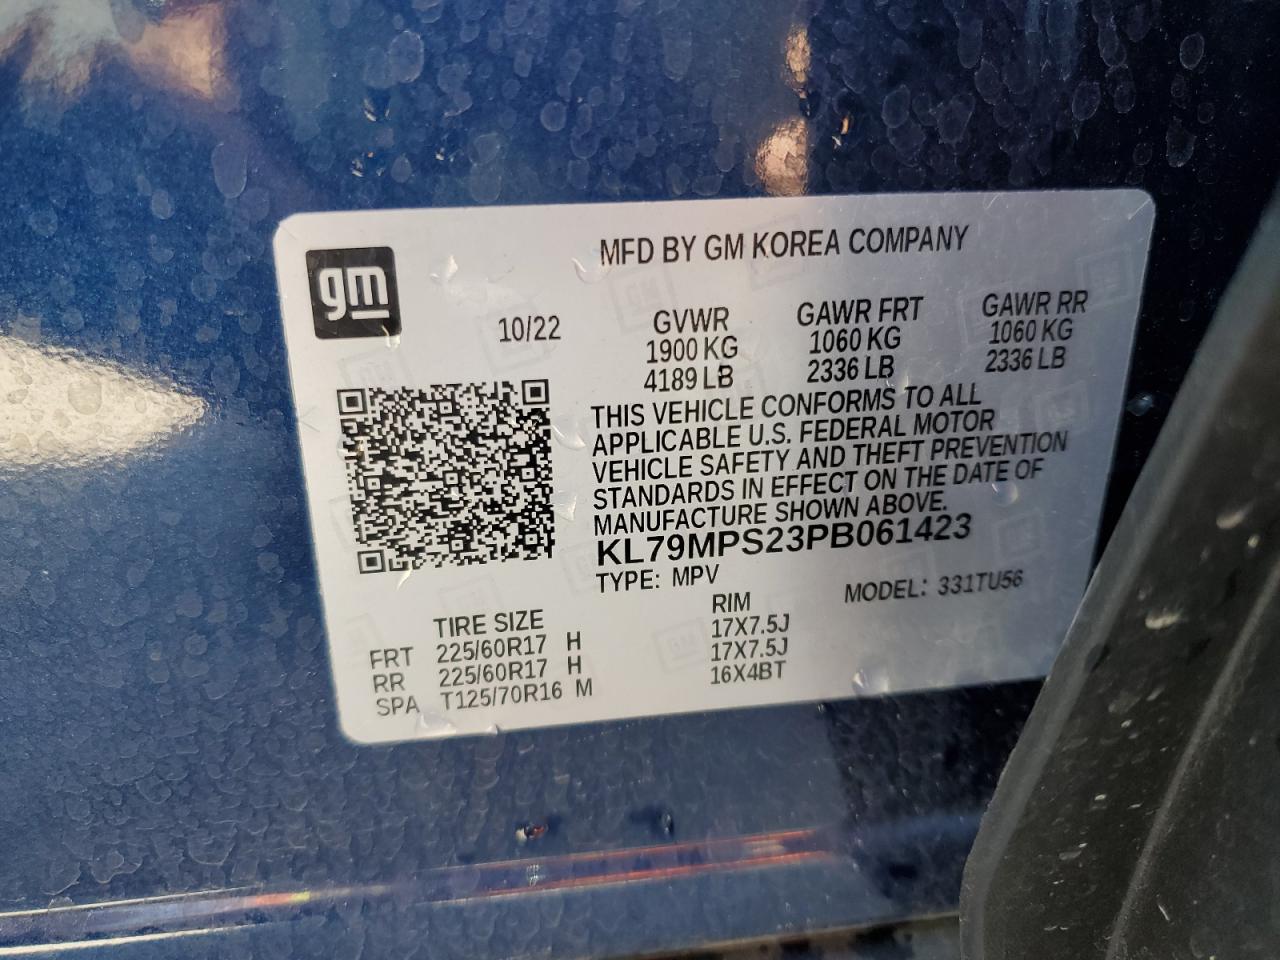 gm
MFD BY GM KOREA COMPANY
10/22
GVWR GAWR FRT GAWR RR
1900 KG 1060 KG 1060 KG
4189 LB 2336 LB 2336 LB
THIS VEHICLE CONFORMS TO ALL
APPLICABLE U.S. FEDERAL MOTOR
VEHICLE SAFETY AND THEFT PREVENTION
STANDARDS IN EFFECT ON THE DATE OF
MANUFACTURE SHOWN ABOVE.
KL79MPS23PB061423
TYPE: MPV MODEL: 331TU56
TIRE SIZE RIM
FRT 225/60R17 H 17X7.5J
RR 225/60R17 H 17X7.5J
SPA T125/70R16 M 16X4BT